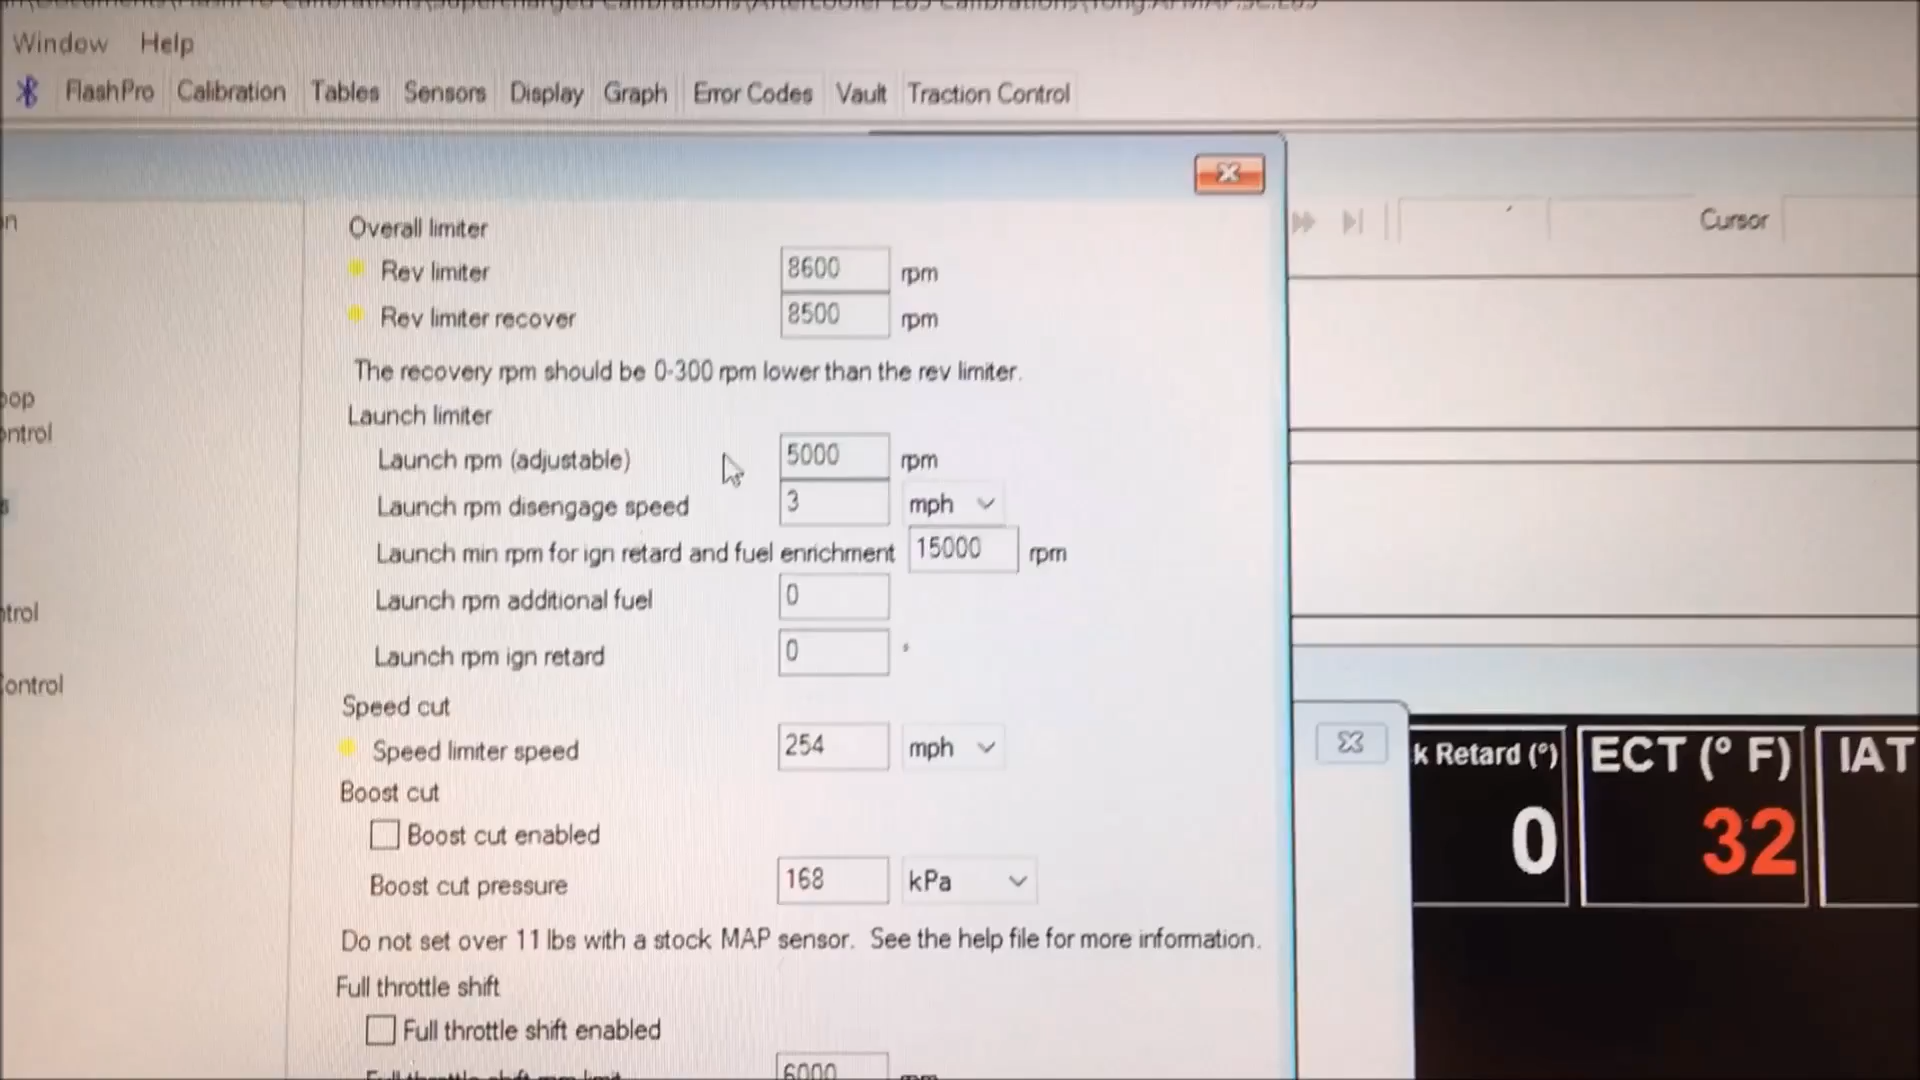 Window Help
FlashPro Calibration Tables Sensors Display Graph Error Codes Vault Traction Control
Cursor
Overall limiter
Rev limiter 8600 rpm
Rev limiter recover 8500 rpm
The recovery rpm should be 0-300 rpm lower than the rev limiter.
Launch limiter
Launch rpm (adjustable) 5000 rpm
Launch rpm disengage speed 3 mph
Launch min rpm for ign retard and fuel enrichment 15000 rpm
Launch rpm additional fuel 0
Launch rpm ign retard 0 °
Speed cut
Speed limiter speed 254 mph
Boost cut
Boost cut enabled
Boost cut pressure 168 kPa
Do not set over 11 lbs with a stock MAP sensor. See the help file for more information.
Full throttle shift
Full throttle shift enabled
6000
k Retard (°) ECT (° F) IAT
0 32